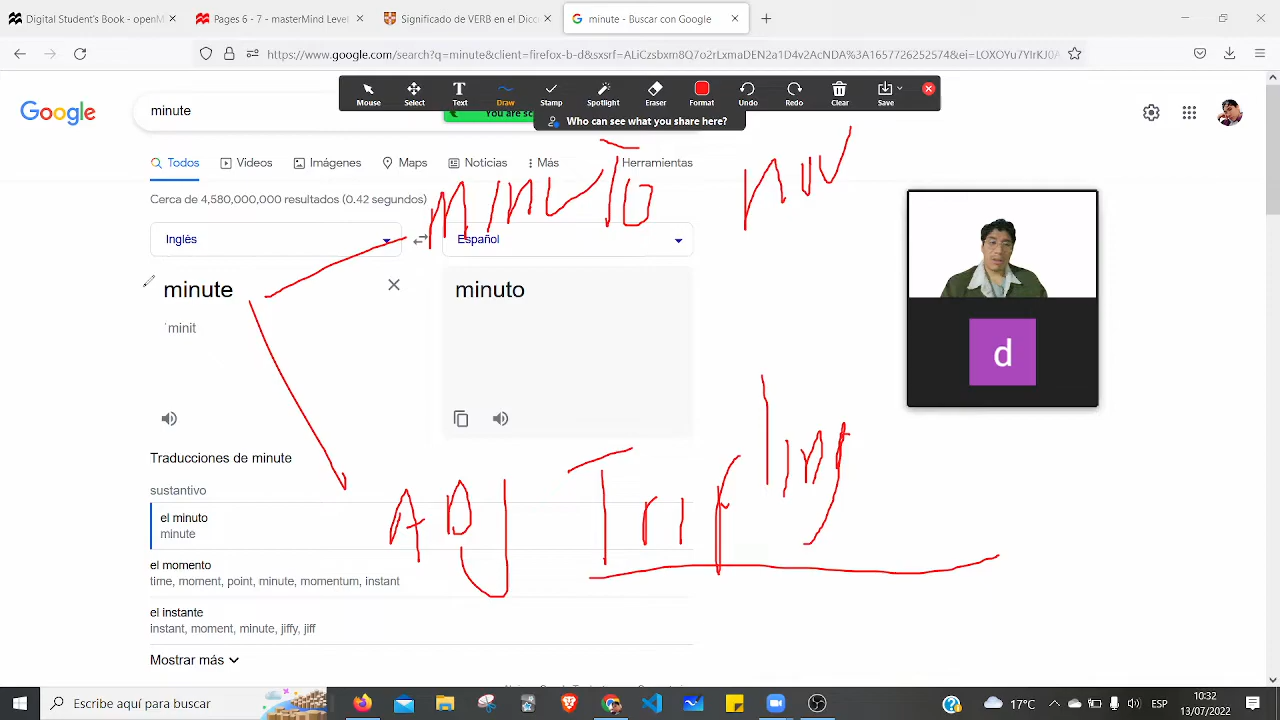 Digital Student's Book - openM
Pages 6 - 7 - masterMind Level
Significado de VERB en el Dicc
minute - Buscar con Google
https://www.google.com/search?q=minute&client=firefox-b-d&sxsrf=ALiCzsbxm8Q7o2rLxmaDEN2a1D4v2AcNDA%3A1657726252574&ei=LOXOYu7YIrKJ0A
Mouse
Select
Text
Draw
Stamp
Spotlight
Eraser
Format
Undo
Redo
Clear
Save
Who can see what you share here?
Google
minute
Todos
Videos
Imágenes
Maps
Noticias
Más
Herramientas
Cerca de 4,580,000,000 resultados (0.42 segundos)
MINUTO
Inglés
Español
minute
minuto
ˈminit
d
Traducciones de minute
sustantivo
el minuto
minute
ADJ
el momento
time, moment, point, minute, momentum, instant
el instante
instant, moment, minute, jiffy, jiff
Mostrar más
Escribe aquí para buscar
17°C
ESP
10:32
13/07/2022